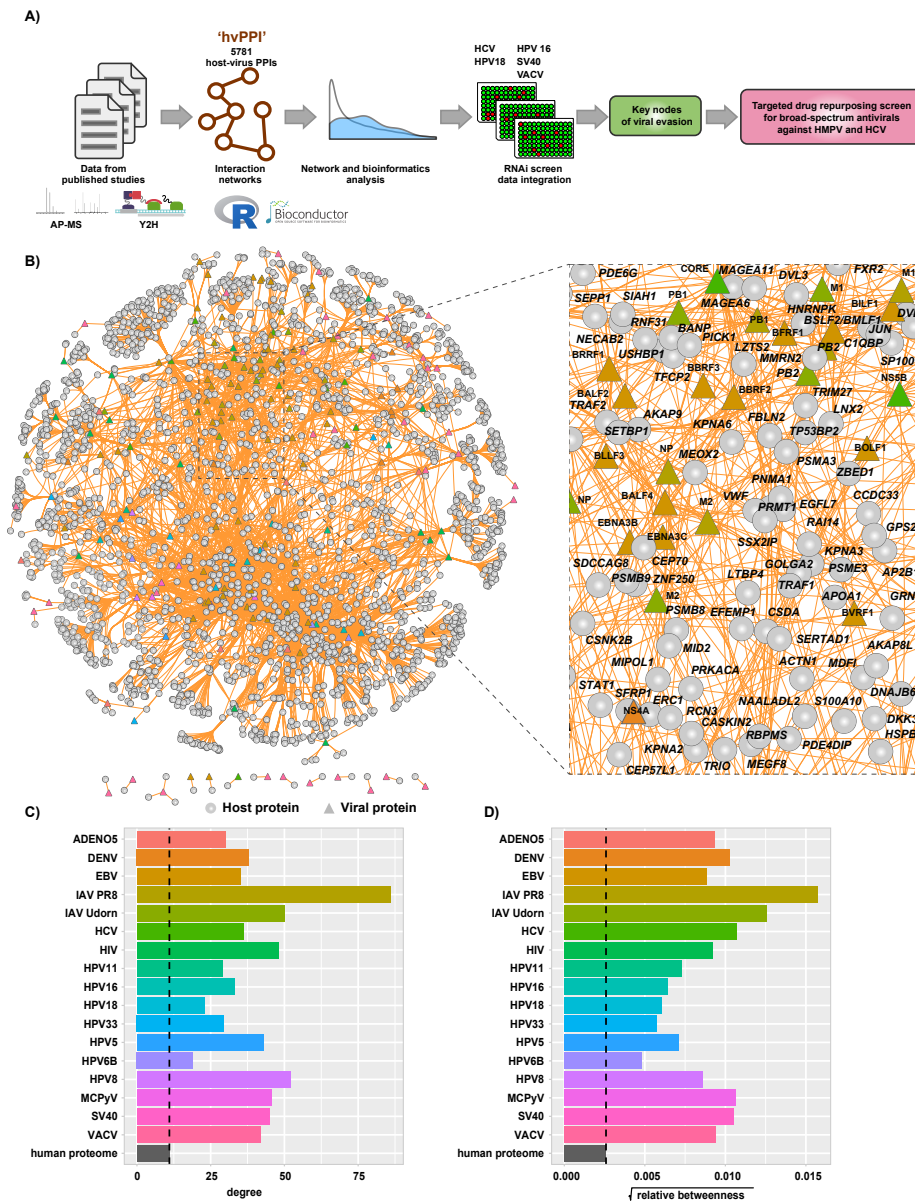 A)
'hvPPI'
5781
host-virus PPIs
HCV HPV 16
HPV18 SV40
VACV
Key nodes
of viral evasion
Targeted drug repurposing screen
for broad-spectrum antivirals
against HMPV and HCV
Data from
published studies
Interaction
networks
Network and bioinformatics
analysis
RNAi screen
data integration
AP-MS
Y2H
R
Bioconductor
OPEN SOURCE SOFTWARE FOR BIOINFORMATICS
B)
CORE
MAGEA11
FXR2
PDE6G
DVL3
M1
SEPP1
SIAH1
PB1
MAGEA6
M1
HNRNPK
BILF1
RNF31
BANP
PB1
BSLF2/BMLF1
BFRF1
JUN
NECAB2
PICK1
LZTS2
C1QBP
USHBP1
MMRN2
PB2
SP100
BRRF1
BBRF3
TFCP2
PB2
NS5B
BALF2
BBRF2
TRIM27
TRAF2
AKAP9
FBLN2
LNX2
KPNA6
SETBP1
TP53BP2
BOLF1
MEOX2
BLLF3
NP
PSMA3
ZBED1
PNMA1
CCDC33
NP
BALF4
M2
VWF
EGFL7
PRMT1
GPS2
EBNA3B
RAI14
EBNA3C
SSX2IP
KPNA3
SDCCAG8
CEP70
GOLGA2
PSME3
AP2B1
PSMB9
ZNF250
LTBP4
TRAF1
M2
APOA1
GRN
PSMB8
EFEMP1
CSDA
BVRF1
CSNK2B
SERTAD1
MID2
AKAP8L
MIPOL1
ACTN1
MDFI
PRKACA
STAT1
SFRP1
NAALADL2
S100A10
DNAJB6
ERC1
NS4A
RCN3
CASKIN2
DKK3
RBPMS
HSPB
KPNA2
PDE4DIP
CEP57L1
TRIO
MEGF8
Host protein
Viral protein
C)
ADENO5
DENV
EBV
IAV PR8
IAV Udorn
HCV
HIV
HPV11
HPV16
HPV18
HPV33
HPV5
HPV6B
HPV8
MCPyV
SV40
VACV
human proteome
0 25 50 75
degree
D)
ADENO5
DENV
EBV
IAV PR8
IAV Udorn
HCV
HIV
HPV11
HPV16
HPV18
HPV33
HPV5
HPV6B
HPV8
MCPyV
SV40
VACV
human proteome
0.000 0.005 0.010 0.015
√relative betweenness